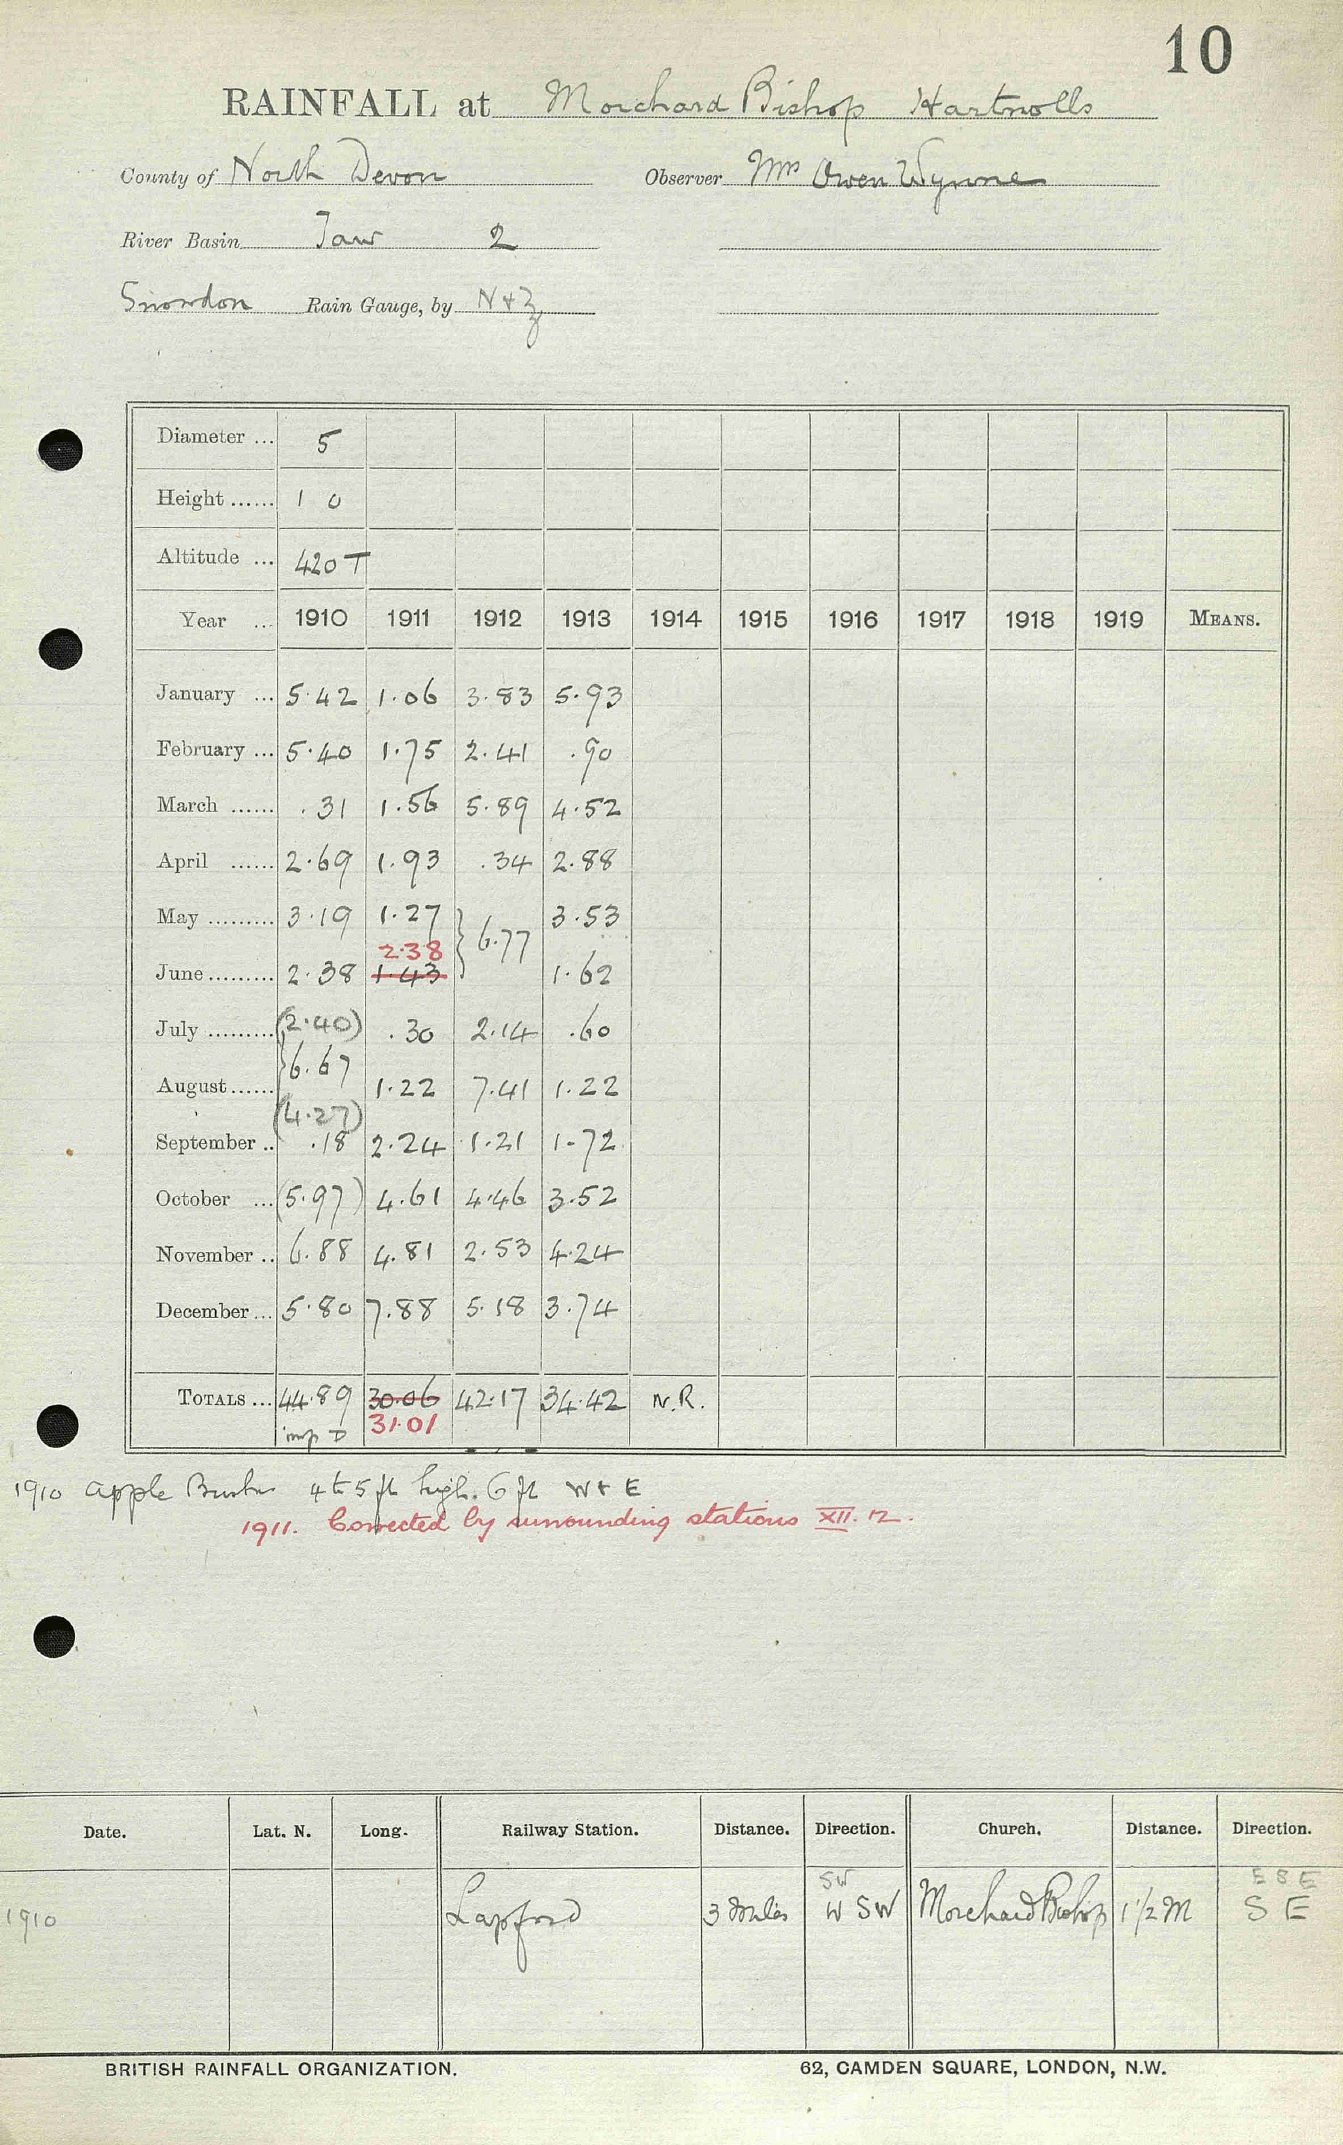 10
RAINFALL at Morchard Bishop Hartnolls
County of North Devon Observer Mrs Owen Wynne
River Basin Taw 2
Snowdon Rain Gauge, by N+Z
Diameter ... 5
Height ...... 1 0
Altitude ... 420 T
Year ... 1910 1911 1912 1913 1914 1915 1916 1917 1918 1919 MEANS.
January ... 5.42 1.06 3.83 5.93
February ... 5.40 1.75 2.41 .90
March ...... .31 1.56 5.89 4.52
April ...... 2.69 1.93 .34 2.88
May ......... 3.19 1.27 } 6.77 3.53
2.38
June ......... 2.38 1.43 1.62
July ......... (2.40) .30 2.14 .60
} 6.67
August ...... 1.22 7.41 1.22
(4.27)
September .. .18 2.24 1.21 1.72
October ... (5.97) 4.61 4.46 3.52
November .. 6.88 4.81 2.53 4.24
December ... 5.80 7.88 5.18 3.74
TOTALS ... 44.89 30.06 42.17 34.42 N.R.
imp D 31.01
1910 Apple Bushes 4 to 5 ft high. 6 ft W + E
1911. Corrected by surrounding stations XII. 12.
Date. Lat. N. Long. Railway Station. Distance. Direction. Church. Distance. Direction.
SW E S E
1910 Lapford 3 Miles W SW Morchard Bishop 1 1/2 M S E
BRITISH RAINFALL ORGANIZATION. 62, CAMDEN SQUARE, LONDON, N.W.